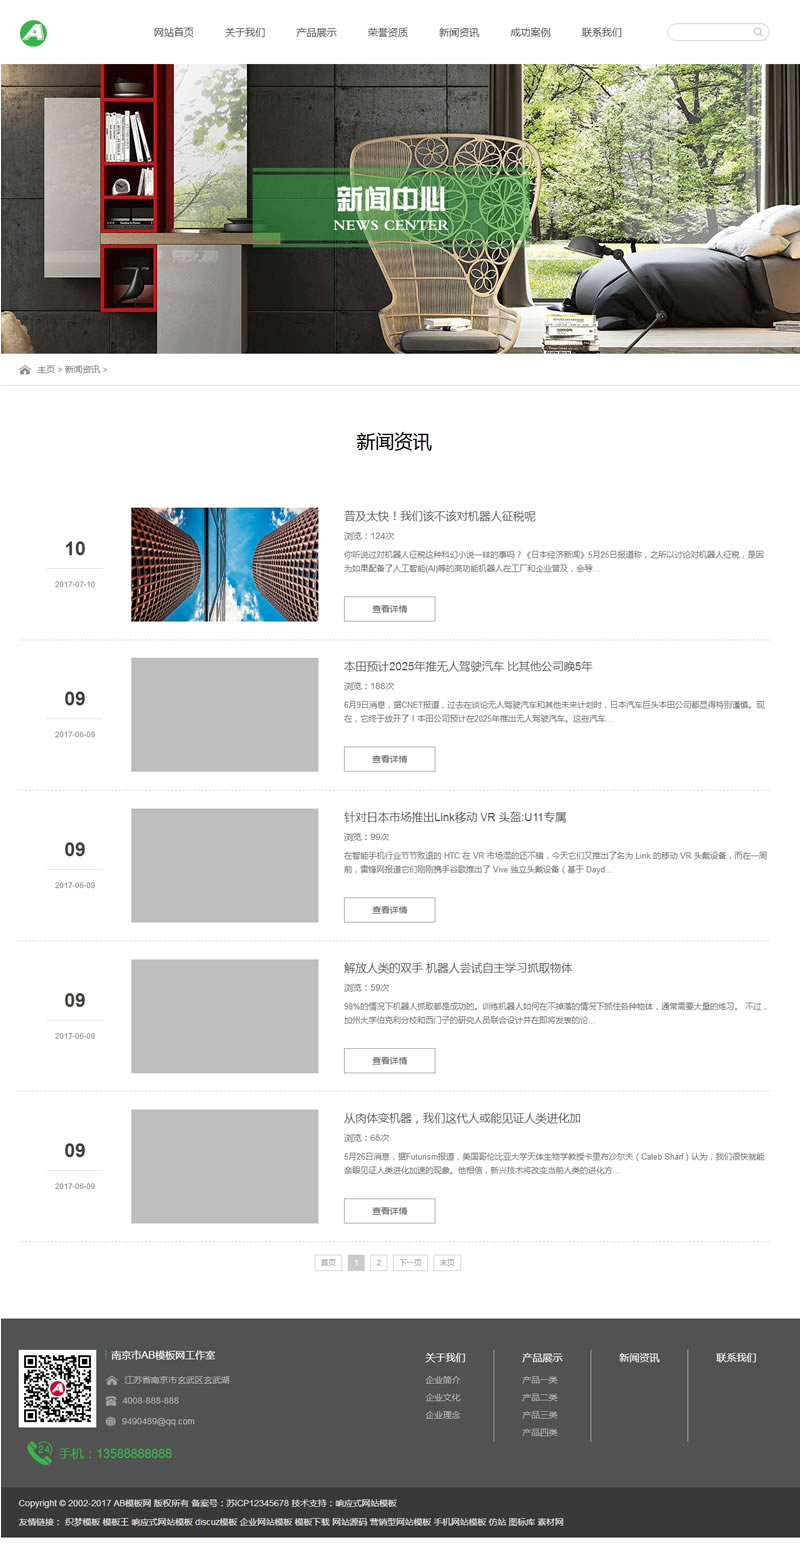 A
网站首页 关于我们 产品展示 荣誉资质 新闻资讯 成功案例 联系我们
新闻中心
NEWS CENTER
主页 > 新闻资讯 >
新闻资讯
10
2017-07-10
普及太快！我们该不该对机器人征税呢
浏览：124次
你听说过对机器人征税这种科幻小说一样的事吗？《日本经济新闻》5月25日报道称，之所以讨论对机器人征税，是因
为如果配备了人工智能(AI)等的高功能机器人在工厂和企业普及，会导...
查看详情
09
2017-06-09
本田预计2025年推无人驾驶汽车 比其他公司晚5年
浏览：188次
6月9日消息，据CNET报道，过去在谈论无人驾驶汽车和其他未来计划时，日本汽车巨头本田公司都显得特别谨慎。现
在，它终于放开了！本田公司预计在2025年推出无人驾驶汽车。这些汽车...
查看详情
09
2017-06-09
针对日本市场推出Link移动 VR 头盔:U11专属
浏览：99次
在智能手机行业节节败退的 HTC 在 VR 市场混的还不错，今天它们又推出了名为 Link 的移动 VR 头戴设备，而在一周
前，雷锋网报道它们刚刚携手谷歌推出了 Vive 独立头戴设备（基于 Dayd...
查看详情
09
2017-06-09
解放人类的双手 机器人尝试自主学习抓取物体
浏览：59次
98%的情况下机器人抓取都是成功的。训练机器人如何在不掉落的情况下抓住各种物体，通常需要大量的练习。 不过，
加州大学伯克利分校和西门子的研究人员联合设计并在即将发表的论...
查看详情
09
2017-06-09
从肉体变机器，我们这代人或能见证人类进化加
浏览：65次
5月26日消息，据Futurism报道，美国哥伦比亚大学天体生物学教授卡里布沙尔夫（Caleb Sharf）认为，我们很快就能
亲眼见证人类进化加速的现象。他相信，新兴技术将改变当前人类的进化方...
查看详情
首页 1 2 下一页 末页
南京市AB模板网工作室
江苏省南京市玄武区玄武湖
4008-888-888
9490489@qq.com
24 手机：13588888888
关于我们
企业简介
企业文化
企业理念
产品展示
产品一类
产品二类
产品三类
产品四类
新闻资讯
联系我们
Copyright © 2002-2017 AB模板网 版权所有 备案号：苏ICP12345678 技术支持：响应式网站模板
友情链接： 织梦模板 模板王 响应式网站模板 discuz模板 企业网站模板 模板下载 网站源码 营销型网站模板 手机网站模板 仿站 图标库 素材网